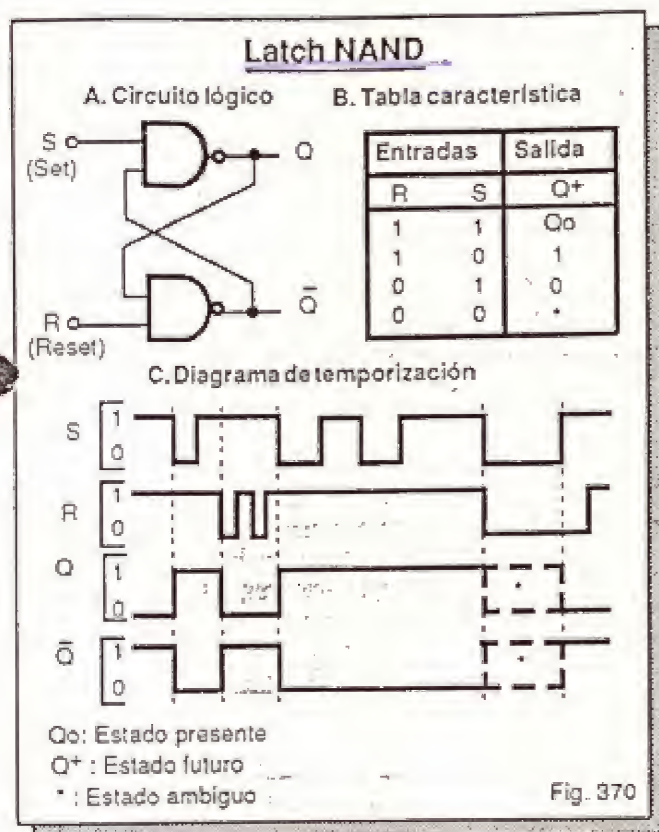 Latch NAND
A. Circuito lógico
B. Tabla característica
S
(Set)
Q
R
(Reset)
Q̅
Entradas Salida
R S Q+
1 1 Qo
1 0 1
0 1 0
0 0 *
C. Diagrama de temporización
S 1
0
R 1
0
Q 1
0
*
Q̅ 1
0
*
Qo: Estado presente
Q+ : Estado futuro
* : Estado ambiguo
Fig. 370